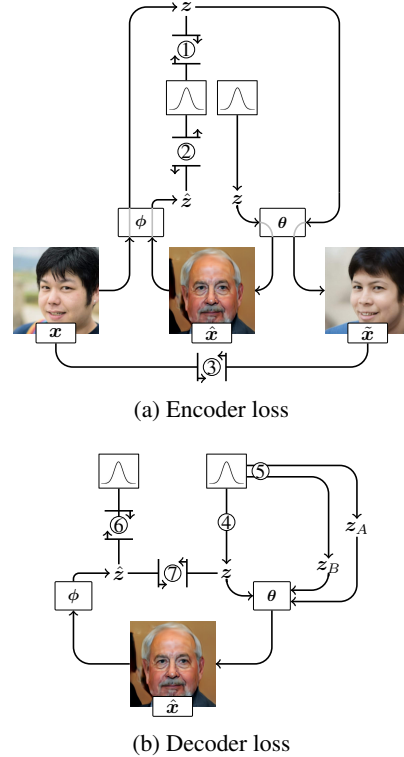 z
①
②
z
ẑ
ϕ
θ
x
x̂
x̃
③
(a) Encoder loss
⑤
④
⑥
z_A
z_B
ẑ
⑦
z
ϕ
θ
x̂
(b) Decoder loss